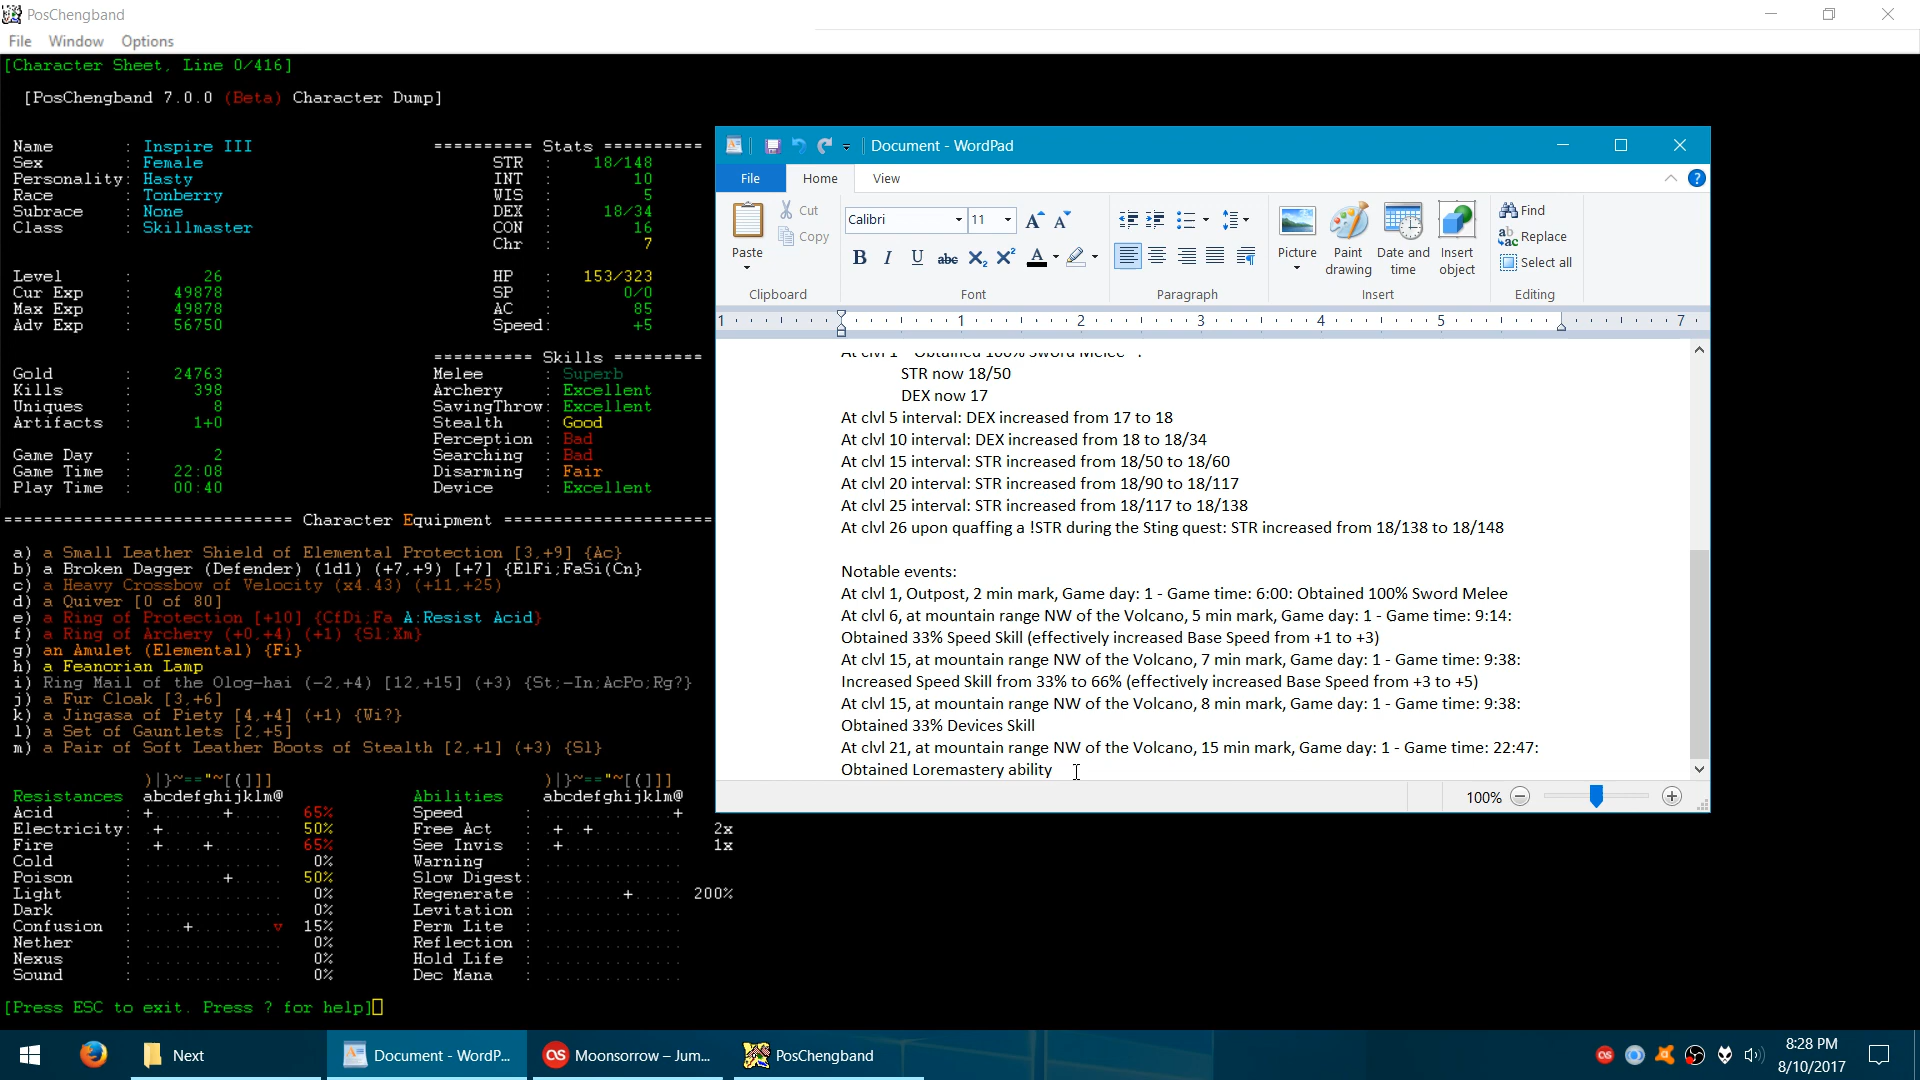 PosChengband
File Window Options
[Character Sheet, Line 0/416]
[PosChengband 7.0.0 (Beta) Character Dump]
Name : Inspire III
Sex : Female
Personality: Hasty
Race : Tonberry
Subrace : None
Class : Skillmaster
========== Stats ==========
STR : 18/148
INT : 10
WIS : 5
DEX : 18/34
CON : 16
Chr : 7
Level : 26
Cur Exp : 49878
Max Exp : 49878
Adv Exp : 56750
HP : 153/323
SP : 0/0
AC : 85
Speed: +5
Gold : 24763
Kills : 398
Uniques : 8
Artifacts : 1+0
Game Day : 2
Game Time : 22:08
Play Time : 00:40
========== Skills =========
Melee : Superb
Archery : Excellent
SavingThrow: Excellent
Stealth : Good
Perception : Bad
Searching : Bad
Disarming : Fair
Device : Excellent
============================ Character Equipment =====================
a) a Small Leather Shield of Elemental Protection [3,+9] {Ac}
b) a Broken Dagger (Defender) (1d1) (+7,+9) [+7] {ElFi;FaSi(Cn}
c) a Heavy Crossbow of Velocity (x4.43) (+11,+25)
d) a Quiver [0 of 80]
e) a Ring of Protection [+10] {CfDi;Fa A:Resist Acid}
f) a Ring of Archery (+0,+4) (+1) {Sl;Xm}
g) an Amulet (Elemental) {Fi}
h) a Feanorian Lamp
i) Ring Mail of the Olog-hai (-2,+4) [12,+15] (+3) {St;-In;AcPo;Rg?}
j) a Fur Cloak [3,+6]
k) a Jingasa of Piety [4,+4] (+1) {Wi?}
l) a Set of Gauntlets [2,+5]
m) a Pair of Soft Leather Boots of Stealth [2,+1] (+3) {Sl}
)|}~=="~[(]]] )|}~=="~[(]]]
Resistances abcdefghijklm@ Abilities abcdefghijklm@
Acid : +.......+..... 65% Speed : .............+
Electricity: .+............ 50% Free Act : .+..+......... 2x
Fire : .+....+....... 65% See Invis : .+............ 1x
Cold : .............. 0% Warning : ..............
Poison : ........+..... 50% Slow Digest: ..............
Light : .............. 0% Regenerate : ........+..... 200%
Dark : .............. 0% Levitation : ..............
Confusion : ....+........▽ 15% Perm Lite : ..............
Nether : .............. 0% Reflection : ..............
Nexus : .............. 0% Hold Life : ..............
Sound : .............. 0% Dec Mana : ..............
[Press ESC to exit. Press ? for help]
Document - WordPad
File Home View
Paste
Cut
Copy
Clipboard
Calibri 11
B I U abc X2 X2 A
Font
Paragraph
Picture
Paint drawing
Date and time
Insert object
Insert
Find
Replace
Select all
Editing
1 1 2 3 4 5 7
At clvl 1 - Obtained 100% Sword Melee
STR now 18/50
DEX now 17
At clvl 5 interval: DEX increased from 17 to 18
At clvl 10 interval: DEX increased from 18 to 18/34
At clvl 15 interval: STR increased from 18/50 to 18/60
At clvl 20 interval: STR increased from 18/90 to 18/117
At clvl 25 interval: STR increased from 18/117 to 18/138
At clvl 26 upon quaffing a !STR during the Sting quest: STR increased from 18/138 to 18/148
Notable events:
At clvl 1, Outpost, 2 min mark, Game day: 1 - Game time: 6:00: Obtained 100% Sword Melee
At clvl 6, at mountain range NW of the Volcano, 5 min mark, Game day: 1 - Game time: 9:14:
Obtained 33% Speed Skill (effectively increased Base Speed from +1 to +3)
At clvl 15, at mountain range NW of the Volcano, 7 min mark, Game day: 1 - Game time: 9:38:
Increased Speed Skill from 33% to 66% (effectively increased Base Speed from +3 to +5)
At clvl 15, at mountain range NW of the Volcano, 8 min mark, Game day: 1 - Game time: 9:38:
Obtained 33% Devices Skill
At clvl 21, at mountain range NW of the Volcano, 15 min mark, Game day: 1 - Game time: 22:47:
Obtained Loremastery ability
100%
Next
Document - WordP...
Moonsorrow – Jum...
PosChengband
8:28 PM
8/10/2017